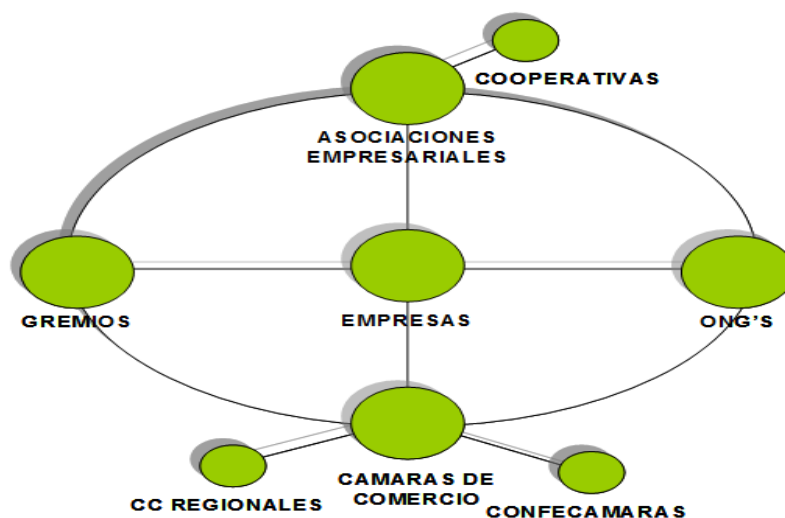 COOPERATIVAS
ASOCIACIONES
EMPRESARIALES
GREMIOS
EMPRESAS
ONG'S
CC REGIONALES
CAMARAS DE
COMERCIO
CONFECAMARAS